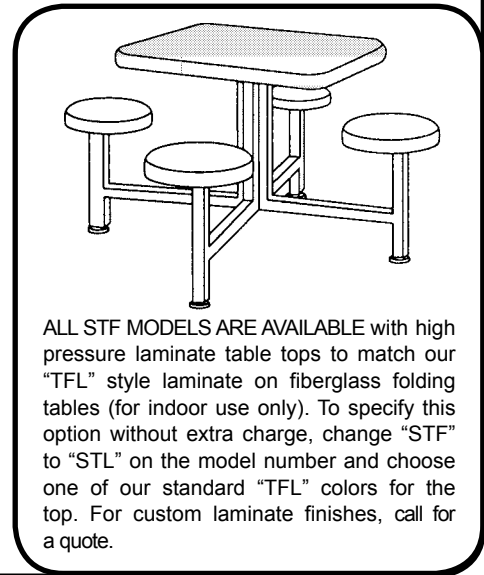 ALL STF MODELS ARE AVAILABLE with high
pressure laminate table tops to match our
“TFL” style laminate on fiberglass folding
tables (for indoor use only). To specify this
option without extra charge, change “STF”
to “STL” on the model number and choose
one of our standard “TFL” colors for the
top. For custom laminate finishes, call for
a quote.